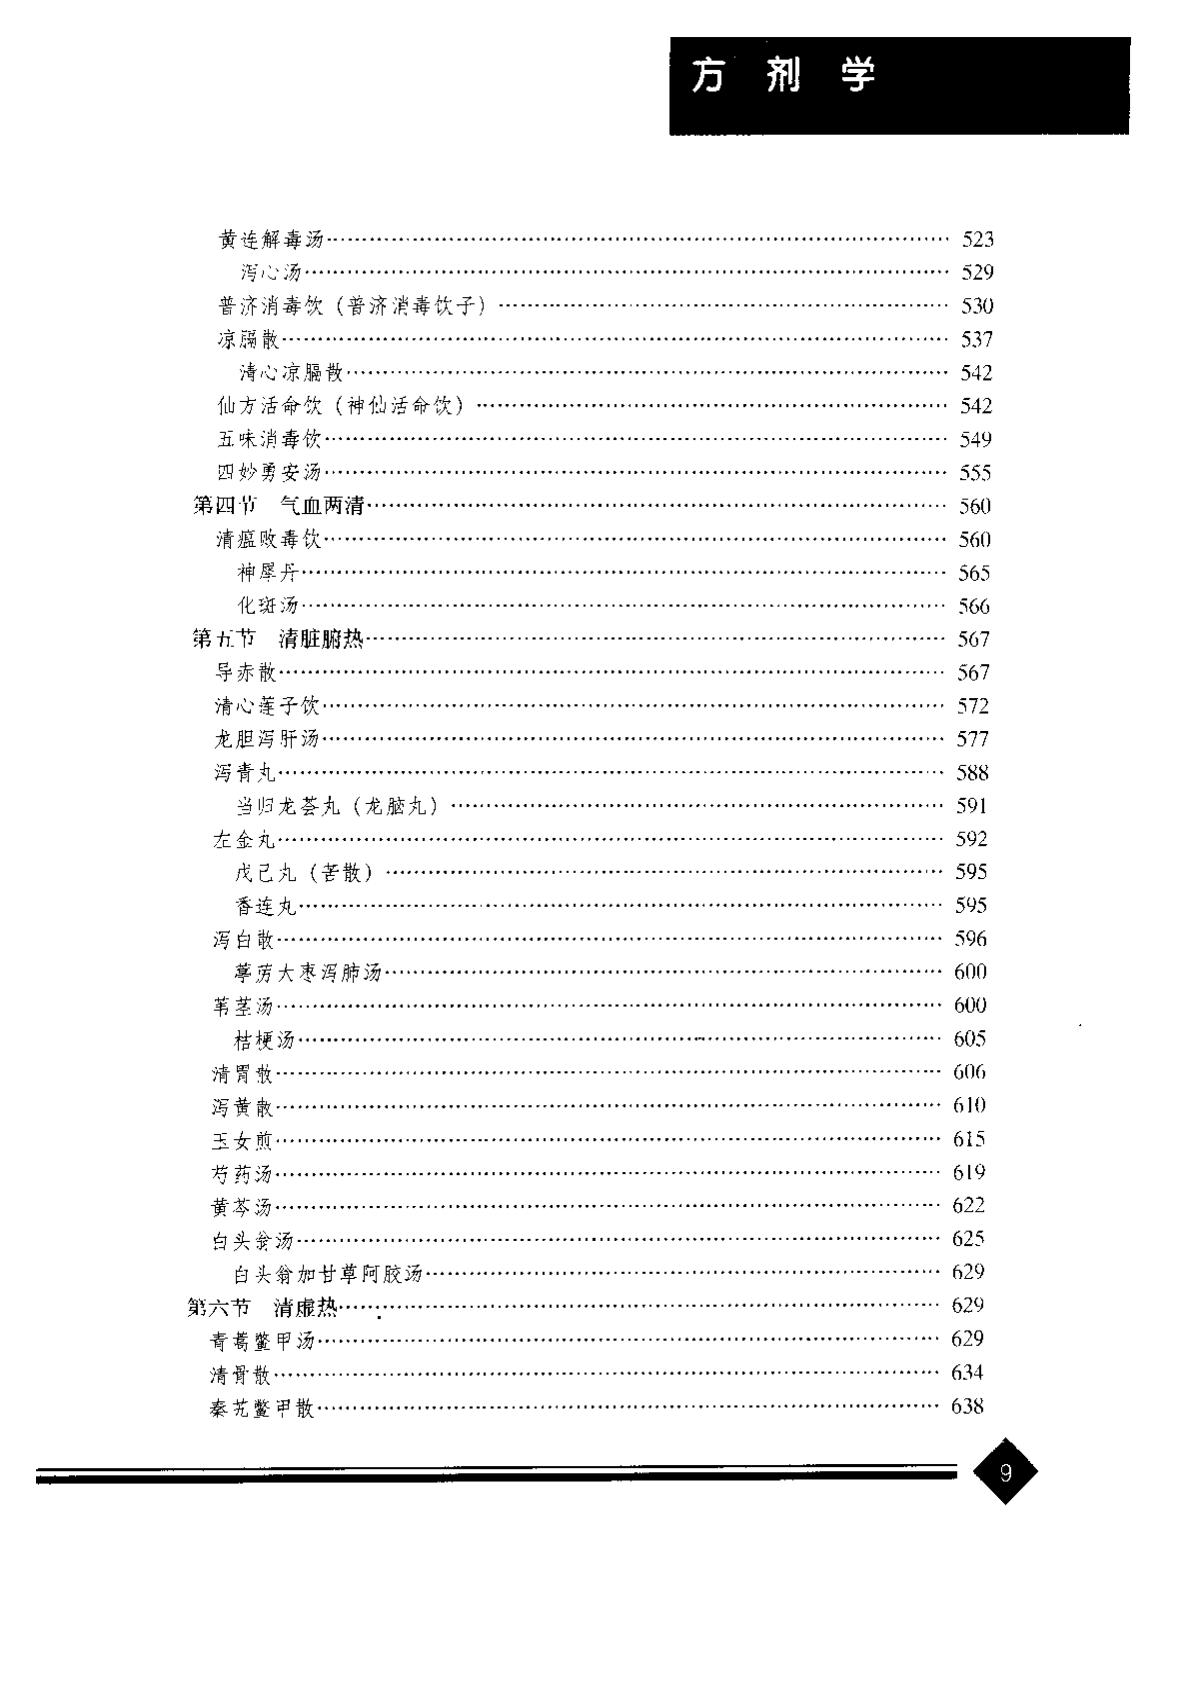 方剂学
黄连解毒汤…………………………………………………… 523
泻心汤…………………………………………………… 529
普济消毒饮（普济消毒饮子）…………………………………… 530
凉膈散…………………………………………………… 537
清心凉膈散…………………………………………………… 542
仙方活命饮（神仙活命饮）…………………………………… 542
五味消毒饮…………………………………………………… 549
四妙勇安汤…………………………………………………… 555
第四节　气血两清…………………………………………… 560
清瘟败毒饮…………………………………………………… 560
神犀丹…………………………………………………… 565
化斑汤…………………………………………………… 566
第五节　清脏腑热…………………………………………… 567
导赤散…………………………………………………… 567
清心莲子饮…………………………………………………… 572
龙胆泻肝汤…………………………………………………… 577
泻青丸…………………………………………………… 588
当归龙荟丸（龙脑丸）…………………………………… 591
左金丸…………………………………………………… 592
戊己丸（苦散）…………………………………………… 595
香连丸…………………………………………………… 595
泻白散…………………………………………………… 596
葶苈大枣泻肺汤…………………………………………… 600
苇茎汤…………………………………………………… 600
桔梗汤…………………………………………………… 605
清胃散…………………………………………………… 606
泻黄散…………………………………………………… 610
玉女煎…………………………………………………… 615
芍药汤…………………………………………………… 619
黄芩汤…………………………………………………… 622
白头翁汤…………………………………………………… 625
白头翁加甘草阿胶汤…………………………………………… 629
第六节　清虚热…………………………………………… 629
青蒿鳖甲汤…………………………………………………… 629
清骨散…………………………………………………… 634
秦艽鳖甲散…………………………………………………… 638
9